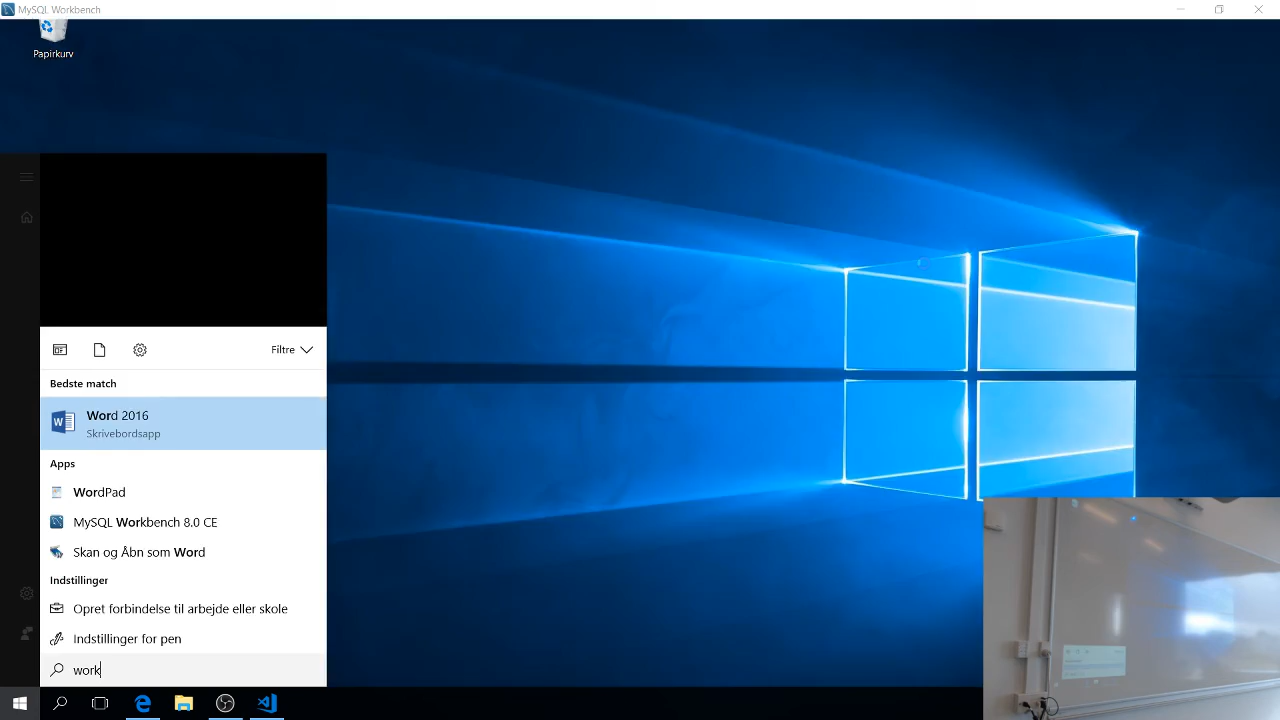 MySQL Workbench
Papirkurv
Filtre
Bedste match
Word 2016
Skrivebordsapp
Apps
WordPad
MySQL Workbench 8.0 CE
Skan og Åbn som Word
Indstillinger
Opret forbindelse til arbejde eller skole
Indstillinger for pen
work